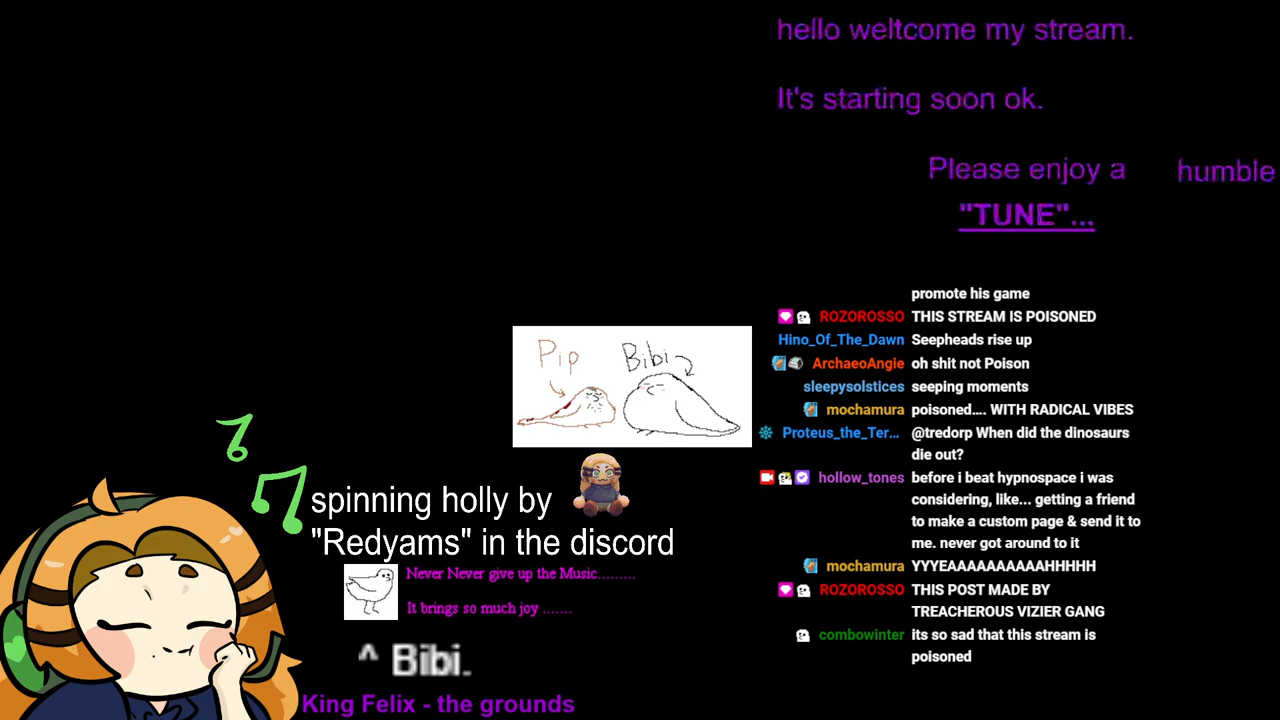 hello weltcome my stream.
It's starting soon ok.
Please enjoy a humble
"TUNE"...
promote his game
ROZOROSSO THIS STREAM IS POISONED
Hino_Of_The_Dawn Seepheads rise up
ArchaeoAngie oh shit not Poison
sleepysolstices seeping moments
mochamura poisoned.... WITH RADICAL VIBES
Proteus_the_Ter... @tredorp When did the dinosaurs
die out?
hollow_tones before i beat hypnospace i was
considering, like... getting a friend
to make a custom page & send it to
me. never got around to it
mochamura YYYEAAAAAAAAAAHHHHH
ROZOROSSO THIS POST MADE BY
TREACHEROUS VIZIER GANG
combowinter its so sad that this stream is
poisoned
Pip Bibi
spinning holly by
"Redyams" in the discord
Never Never give up the Music.........
It brings so much joy .......
^ Bibi.
King Felix - the grounds